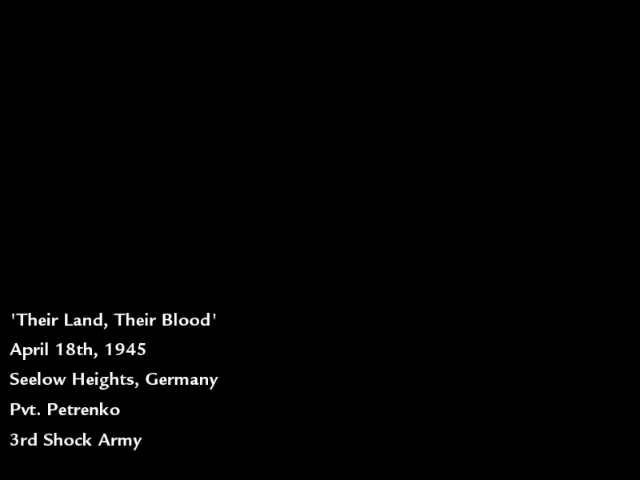 'Their Land, Their Blood'
April 18th, 1945
Seelow Heights, Germany
Pvt. Petrenko
3rd Shock Army